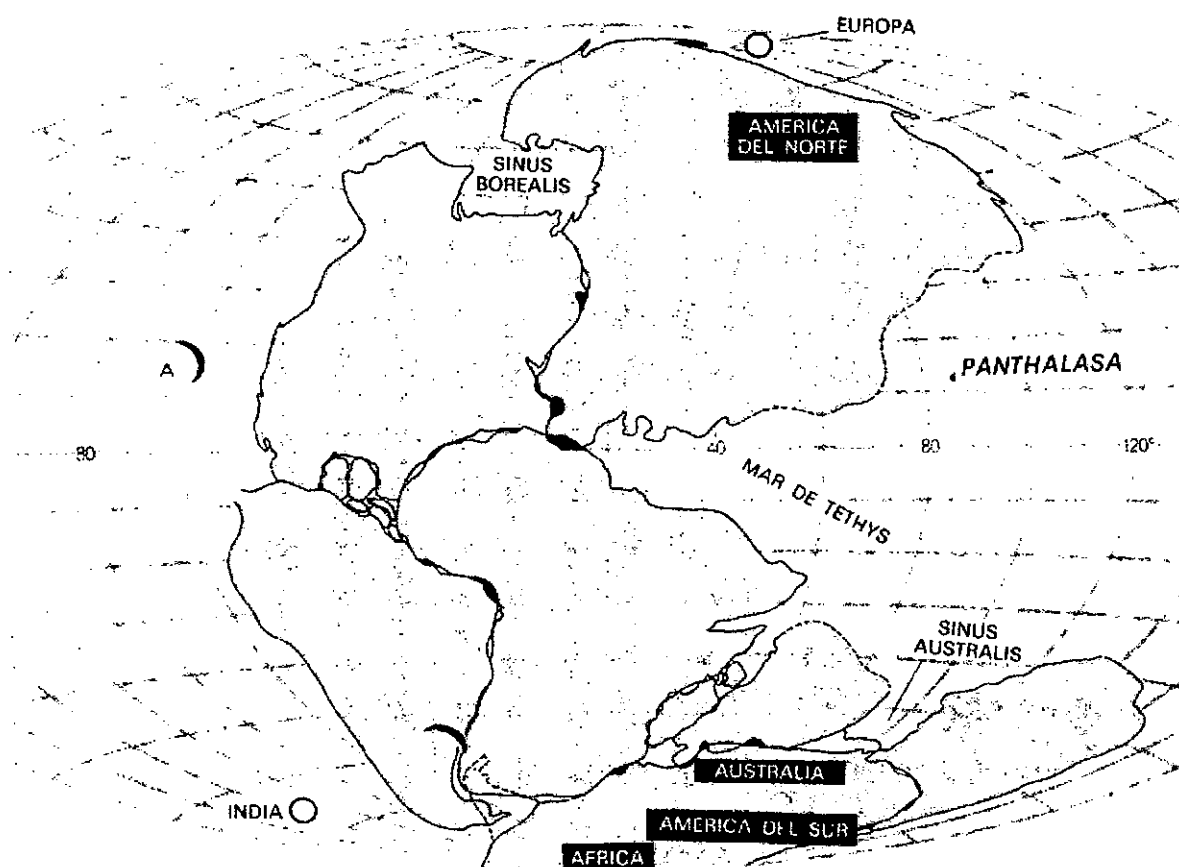 EUROPA
AMERICA
DEL NORTE
SINUS
BOREALIS
A
PANTHALASA
80
40
80
120°
MAR DE TETHYS
SINUS
AUSTRALIS
AUSTRALIA
INDIA
AMERICA DEL SUR
AFRICA